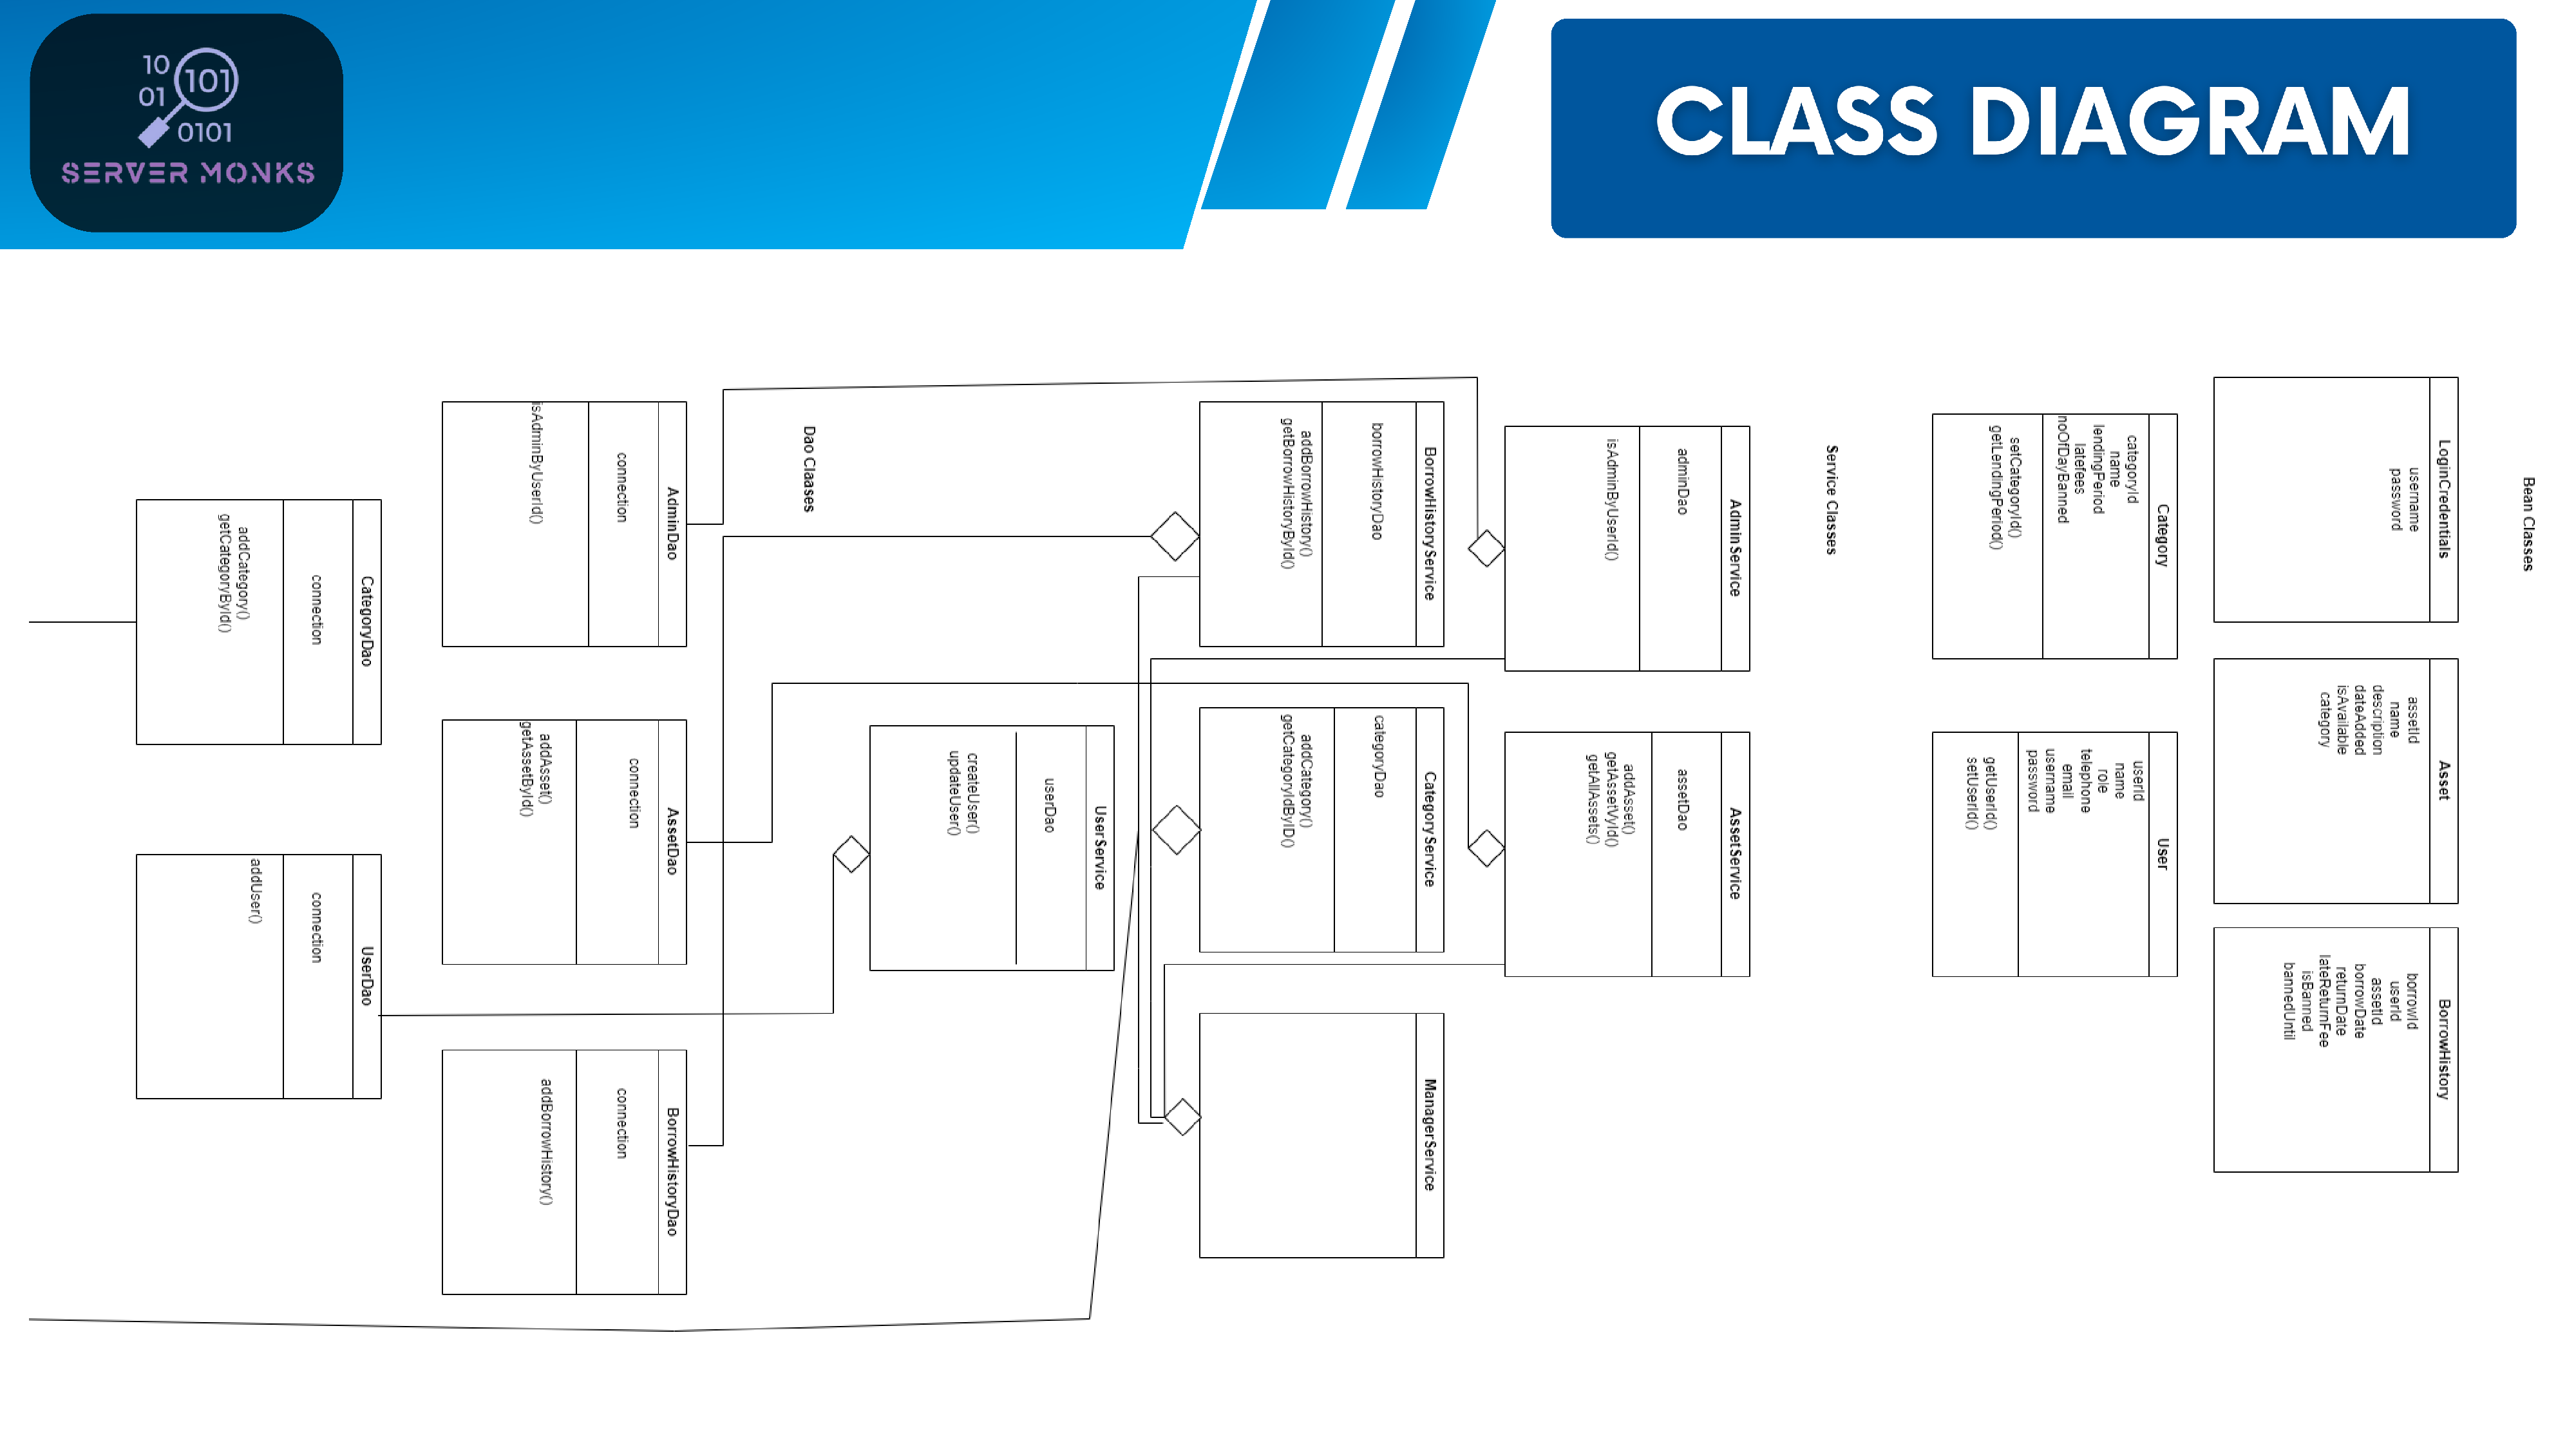 10
101
01
0101
SERVER MONKS
CLASS DIAGRAM
Bean Classes
LoginCredentials
username
password
Asset
assetId
name
description
dateAdded
isAvailable
category
BorrowHistory
borrowId
userId
assetId
borrowDate
returnDate
lateReturnFee
isBanned
bannedUntil
Category
categoryId
name
lendingPeriod
latefees
noOfDayBanned
setCategoryId()
getLendingPeriod()
User
userId
name
role
telephone
email
username
password
getUserId()
setUserId()
Service Classes
AdminService
adminDao
isAdminByUserId()
AssetService
assetDao
addAsset()
getAssetVyId()
getAllAssets()
BorrowHistoryService
borrowHistoryDao
addBorrowHistory()
getBorrowHistoryById()
CategoryService
categoryDao
addCategory()
getCategoryIdByID()
ManagerService
UserService
userDao
createUser()
updateUser()
Dao Claases
AdminDao
connection
isAdminByUserId()
AssetDao
connection
addAsset()
getAssetById()
BorrowHistoryDao
connection
addBorrowHistory()
CategoryDao
connection
addCategory()
getCategoryById()
UserDao
connection
addUser()